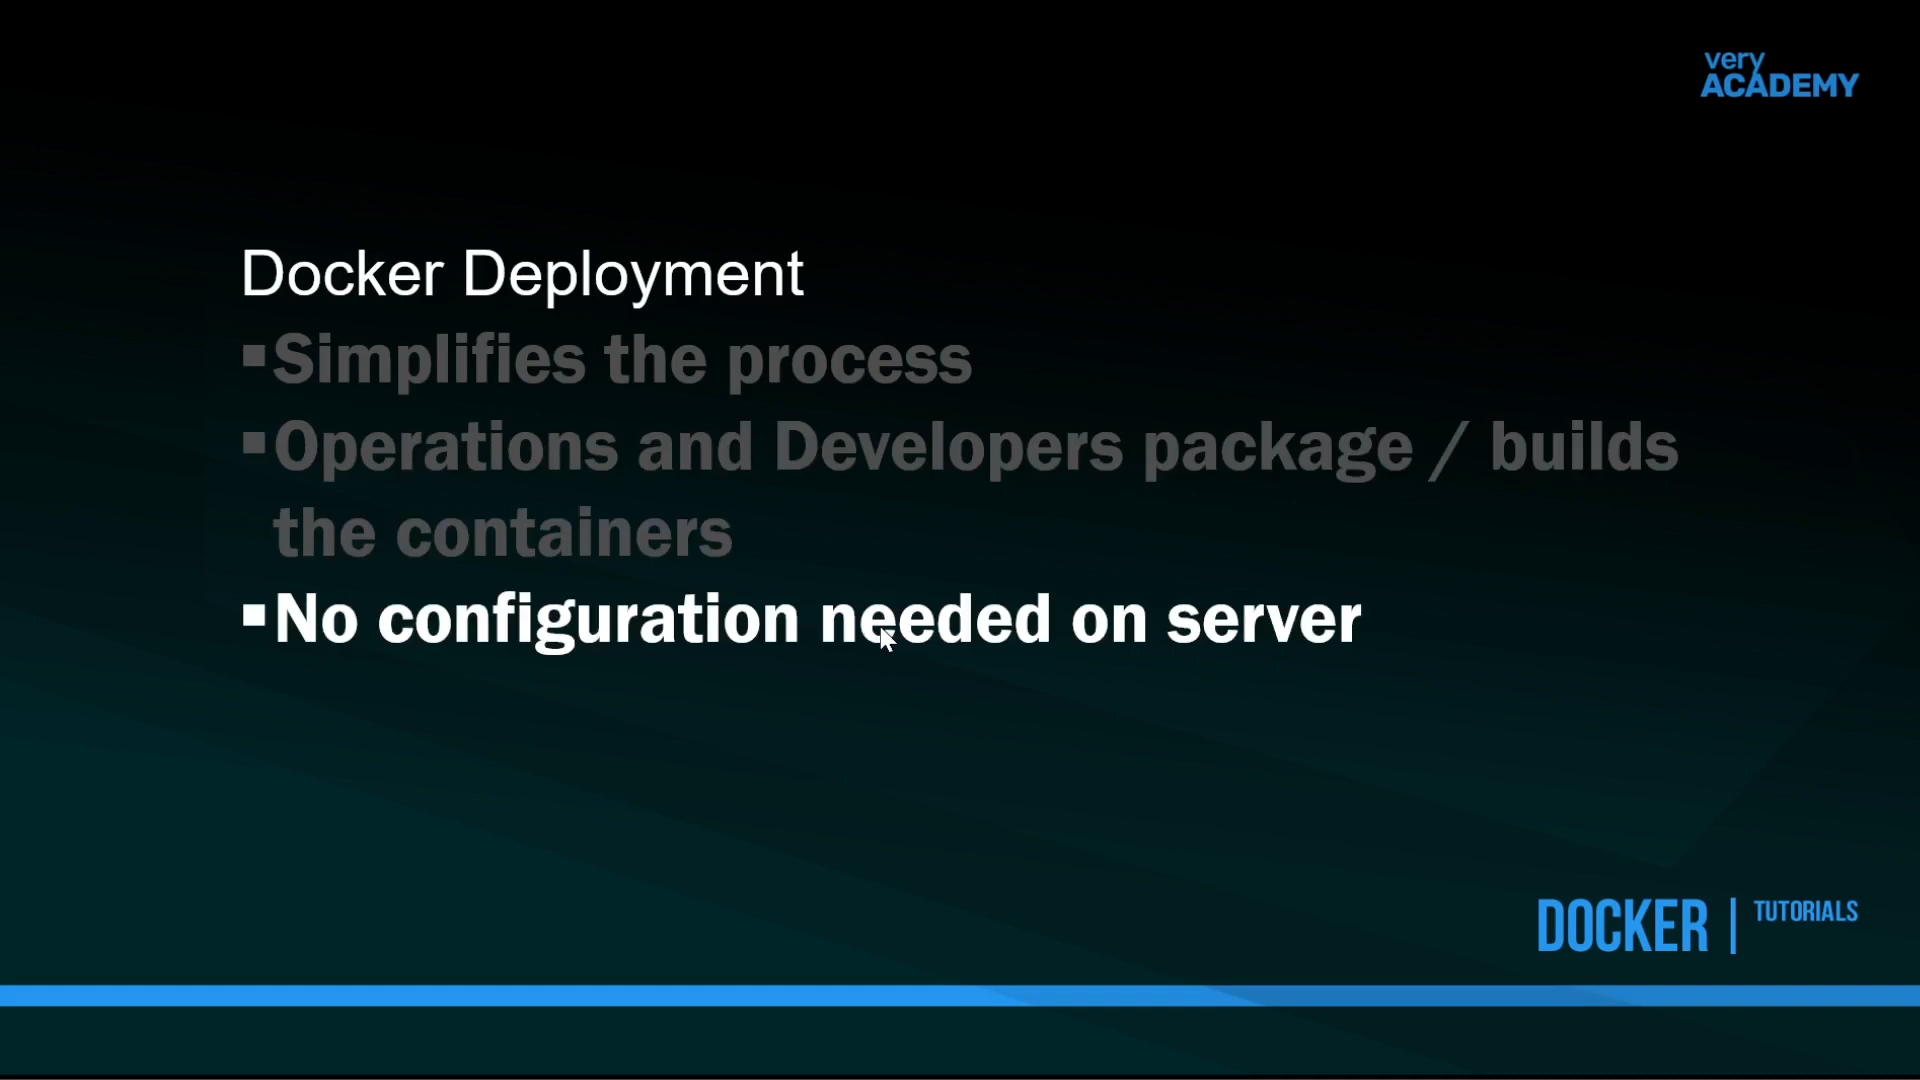 very
ACADEMY
Docker Deployment
▪Simplifies the process
▪Operations and Developers package / builds
the containers
▪No configuration needed on server
DOCKER | TUTORIALS